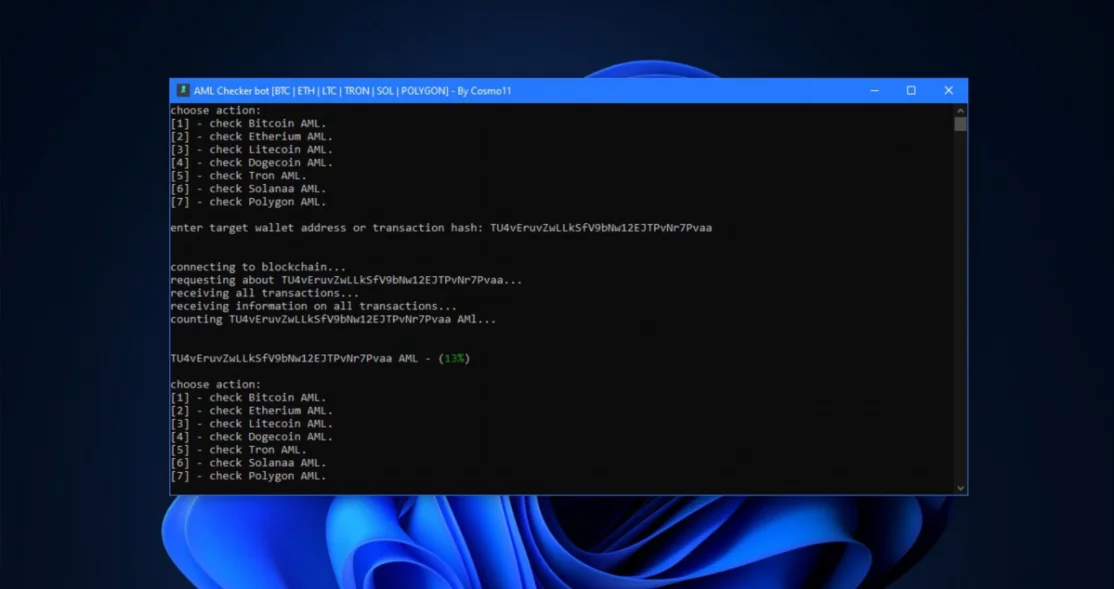 AML Checker bot [BTC | ETH | LTC | TRON | SOL | POLYGON] - By Cosmo11
choose action:
[1] - check Bitcoin AML.
[2] - check Etherium AML.
[3] - check Litecoin AML.
[4] - check Dogecoin AML.
[5] - check Tron AML.
[6] - check Solanaa AML.
[7] - check Polygon AML.
enter target wallet address or transaction hash: TU4vEruvZwLLkSfV9bNw12EJTPvNr7Pvaa
connecting to blockchain...
requesting about TU4vEruvZwLLkSfV9bNw12EJTPvNr7Pvaa...
receiving all transactions...
receiving information on all transactions...
counting TU4vEruvZwLLkSfV9bNw12EJTPvNr7Pvaa AMl...
TU4vEruvZwLLkSfV9bNw12EJTPvNr7Pvaa AML - (13%)
choose action:
[1] - check Bitcoin AML.
[2] - check Etherium AML.
[3] - check Litecoin AML.
[4] - check Dogecoin AML.
[5] - check Tron AML.
[6] - check Solanaa AML.
[7] - check Polygon AML.